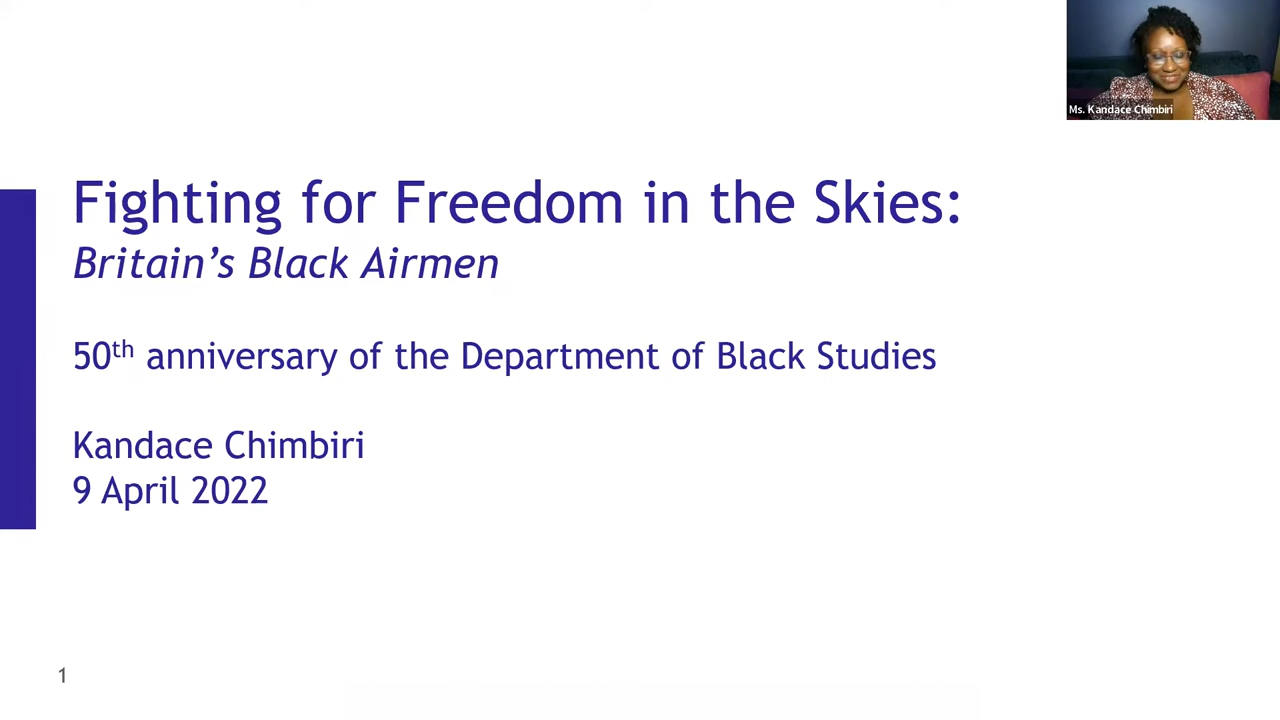 Ms. Kandace Chimbiri
Fighting for Freedom in the Skies:
Britain’s Black Airmen
50th anniversary of the Department of Black Studies
Kandace Chimbiri
9 April 2022
1